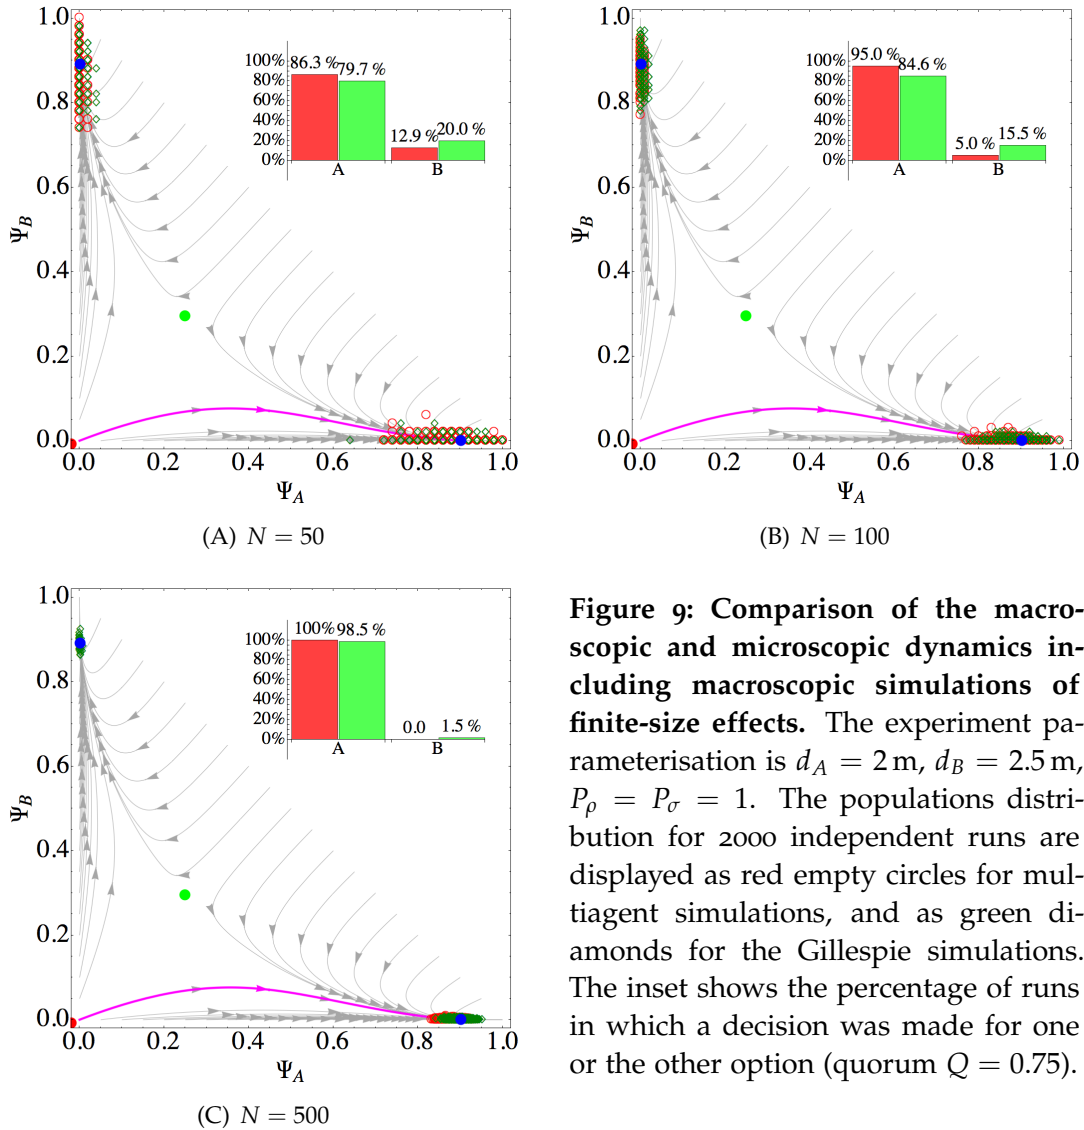 1.0
0.8
0.6
0.4
0.2
0.0
Ψ_B
100%
80%
60%
40%
20%
0%
86.3 %
79.7 %
12.9 %
20.0 %
A
B
0.0
0.2
0.4
0.6
0.8
1.0
Ψ_A
(A) N = 50
1.0
0.8
0.6
0.4
0.2
0.0
Ψ_B
100%
80%
60%
40%
20%
0%
95.0 %
84.6 %
5.0 %
15.5 %
A
B
0.0
0.2
0.4
0.6
0.8
1.0
Ψ_A
(B) N = 100
1.0
0.8
0.6
0.4
0.2
0.0
Ψ_B
100%
80%
60%
40%
20%
0%
100%
98.5 %
0.0
1.5 %
A
B
0.0
0.2
0.4
0.6
0.8
1.0
Ψ_A
(C) N = 500
Figure 9: Comparison of the macro-
scopic and microscopic dynamics in-
cluding macroscopic simulations of
finite-size effects. The experiment pa-
rameterisation is d_A = 2 m, d_B = 2.5 m,
P_ρ = P_σ = 1. The populations distri-
bution for 2000 independent runs are
displayed as red empty circles for mul-
tiagent simulations, and as green di-
amonds for the Gillespie simulations.
The inset shows the percentage of runs
in which a decision was made for one
or the other option (quorum Q = 0.75).